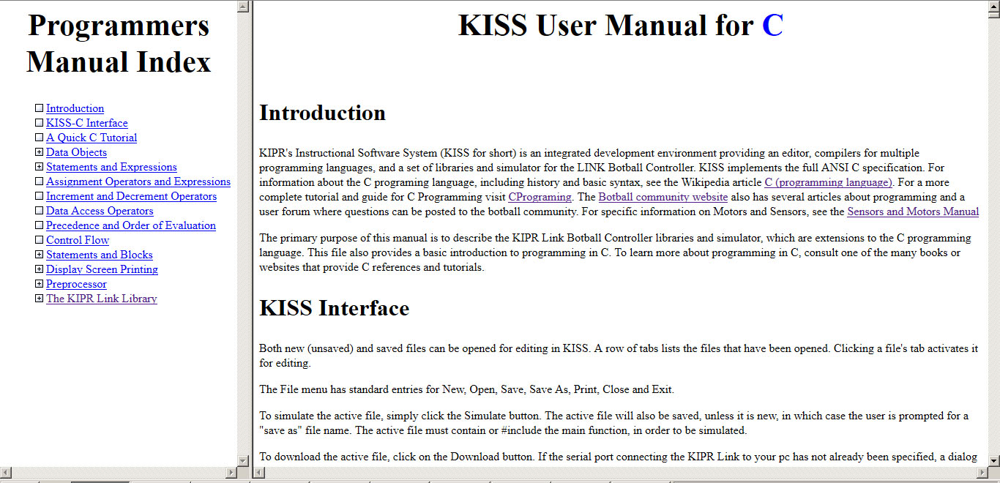 Programmers
Manual Index
Introduction
KISS-C Interface
A Quick C Tutorial
Data Objects
Statements and Expressions
Assignment Operators and Expressions
Increment and Decrement Operators
Data Access Operators
Precedence and Order of Evaluation
Control Flow
Statements and Blocks
Display Screen Printing
Preprocessor
The KIPR Link Library
KISS User Manual for C
Introduction
KIPR's Instructional Software System (KISS for short) is an integrated development environment providing an editor, compilers for multiple
programming languages, and a set of libraries and simulator for the LINK Botball Controller. KISS implements the full ANSI C specification. For
information about the C programing language, including history and basic syntax, see the Wikipedia article C (programming language). For a more
complete tutorial and guide for C Programming visit CPrograming. The Botball community website also has several articles about programming and a
user forum where questions can be posted to the botball community. For specific information on Motors and Sensors, see the Sensors and Motors Manual
The primary purpose of this manual is to describe the KIPR Link Botball Controller libraries and simulator, which are extensions to the C programming
language. This file also provides a basic introduction to programming in C. To learn more about programming in C, consult one of the many books or
websites that provide C references and tutorials.
KISS Interface
Both new (unsaved) and saved files can be opened for editing in KISS. A row of tabs lists the files that have been opened. Clicking a file's tab activates it
for editing.
The File menu has standard entries for New, Open, Save, Save As, Print, Close and Exit.
To simulate the active file, simply click the Simulate button. The active file will also be saved, unless it is new, in which case the user is prompted for a
"save as" file name. The active file must contain or #include the main function, in order to be simulated.
To download the active file, click on the Download button. If the serial port connecting the KIPR Link to your pc has not already been specified, a dialog